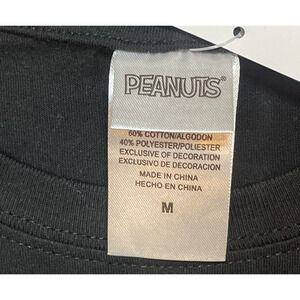 PEANUTS®
60% COTTON/ALGODON
40% POLYESTER/POLIESTER
EXCLUSIVE OF DECORATION
EXCLUSIVO DE DECORACION
MADE IN CHINA
HECHO EN CHINA
M